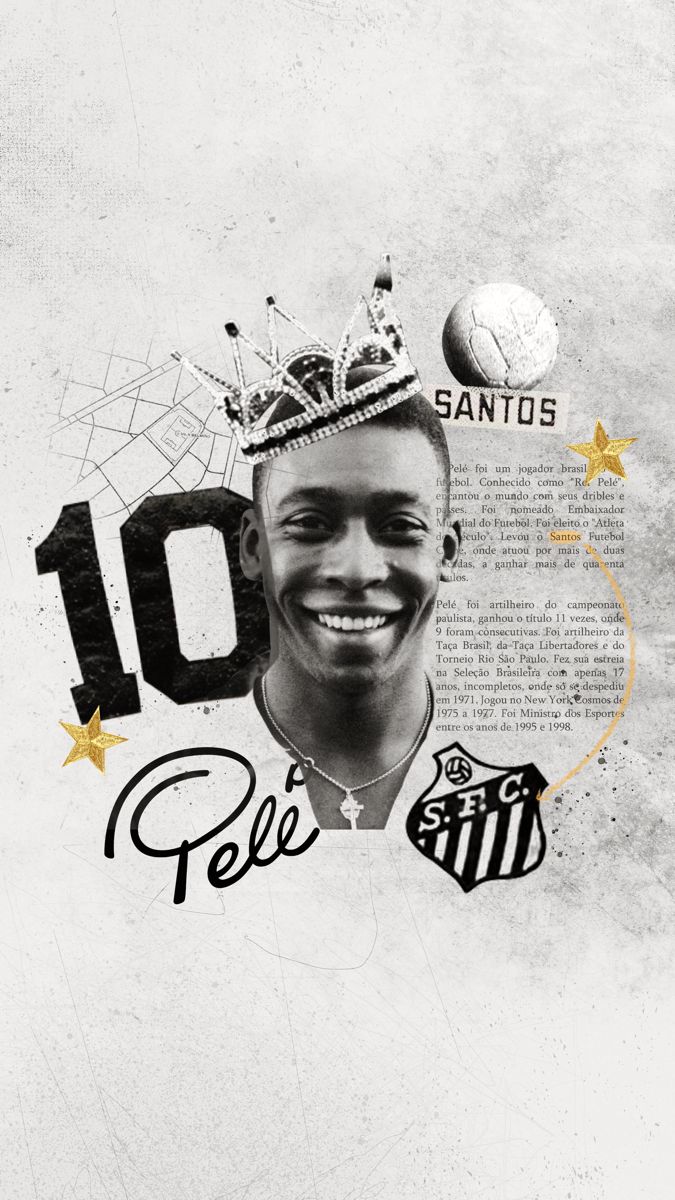 SANTOS
10
Pelé foi um jogador brasil
futebol. Conhecido como "Rei Pelé",
encantou o mundo com seus dribles e
passes. Foi nomeado Embaixador
Mundial do Futebol. Foi eleito o "Atleta
do Século". Levou o Santos Futebol
Clube, onde atuou por mais de duas
décadas, a ganhar mais de quarenta
títulos.
Pelé foi artilheiro do campeonato
paulista, ganhou o título 11 vezes, onde
9 foram consecutivas. Foi artilheiro da
Taça Brasil, da Taça Libertadores e do
Torneio Rio São Paulo. Fez sua estreia
na Seleção Brasileira com apenas 17
anos, incompletos, onde só se despediu
em 1971. Jogou no New York Cosmos de
1975 a 1977. Foi Ministro dos Esportes
entre os anos de 1995 e 1998.
Pelé
S. F. C.